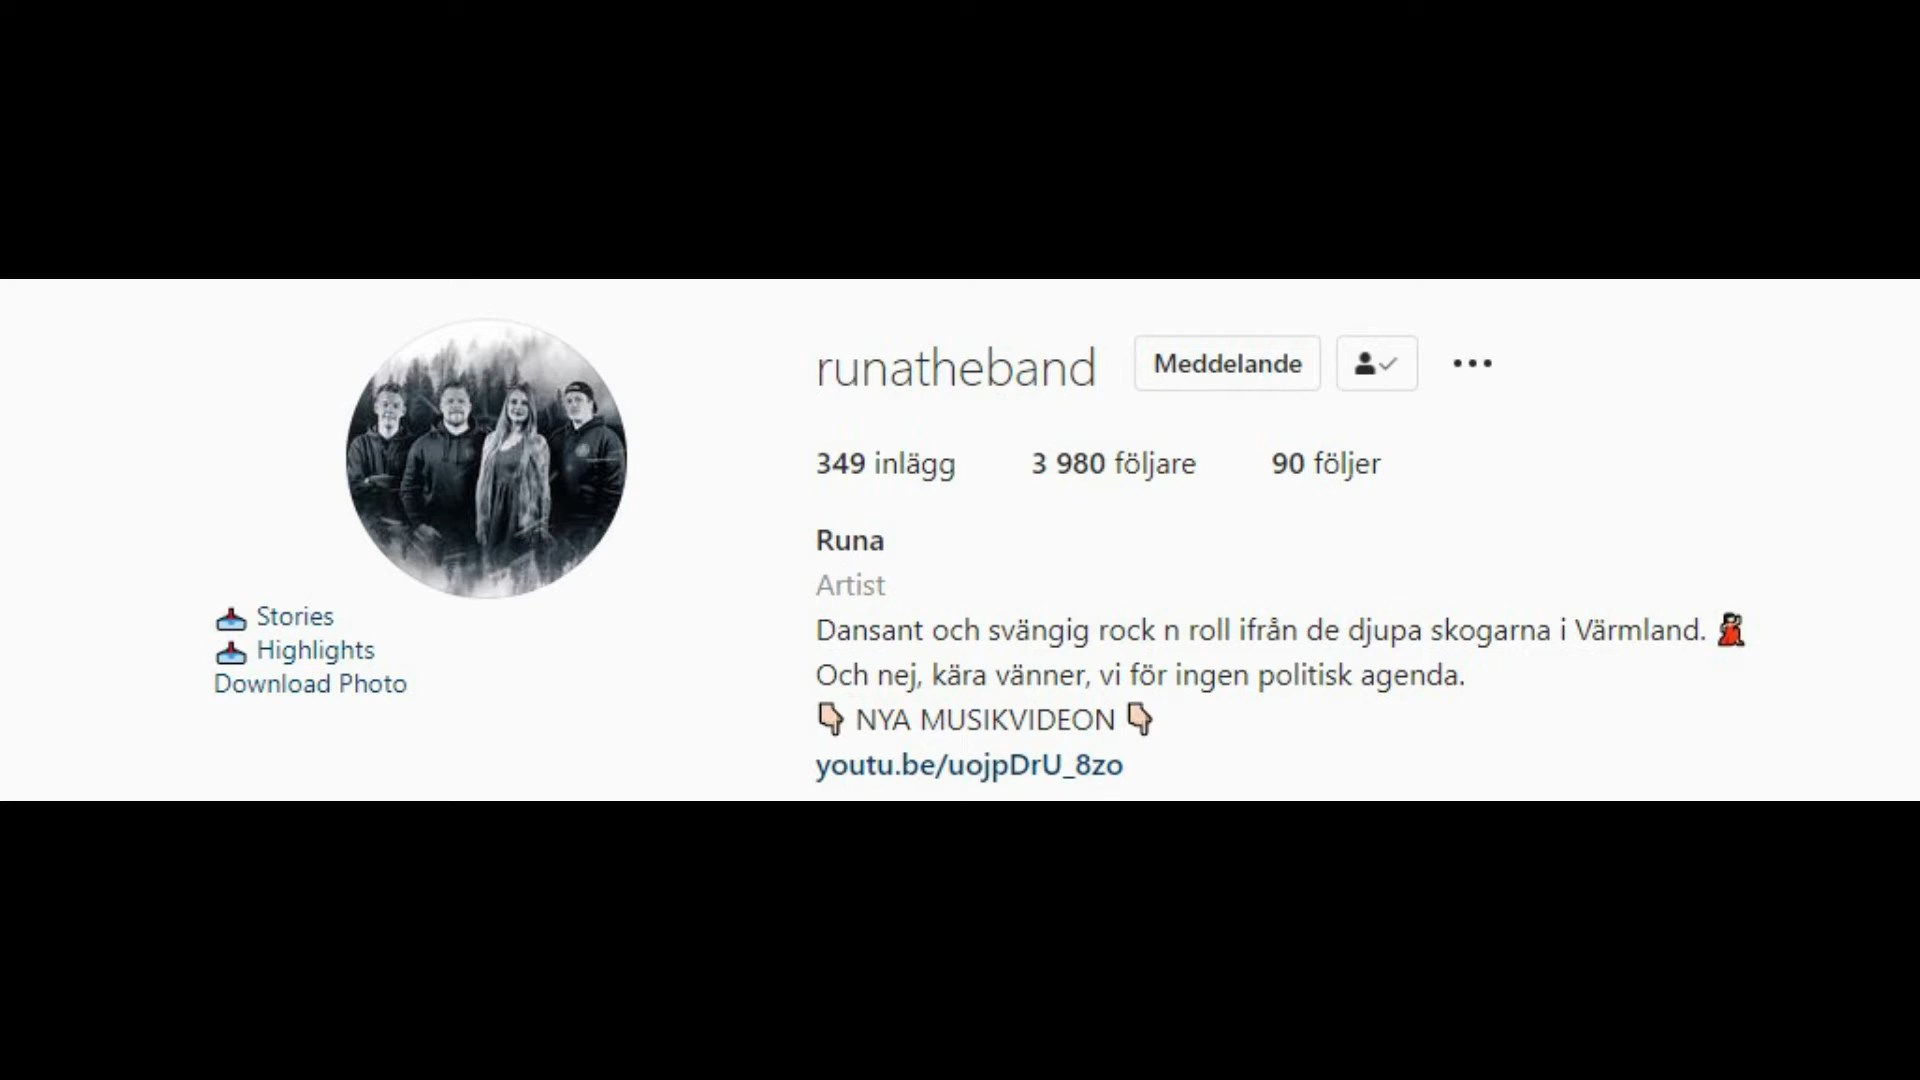 runatheband Meddelande
349 inlägg 3 980 följare 90 följer
Runa
Artist
Dansant och svängig rock n roll ifrån de djupa skogarna i Värmland. 💃
Och nej, kära vänner, vi för ingen politisk agenda.
👇 NYA MUSIKVIDEON 👇
youtu.be/uojpDrU_8zo
Stories
Highlights
Download Photo